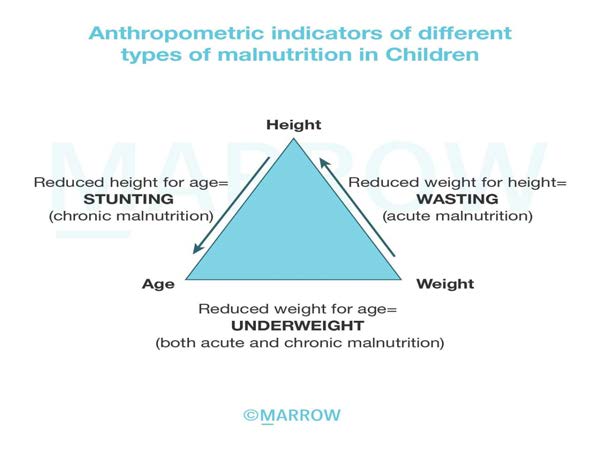 Anthropometric indicators of different
types of malnutrition in Children
MARROW
Height
Reduced height for age=
STUNTING
(chronic malnutrition)
Reduced weight for height=
WASTING
(acute malnutrition)
Age
Weight
Reduced weight for age=
UNDERWEIGHT
(both acute and chronic malnutrition)
©MARROW